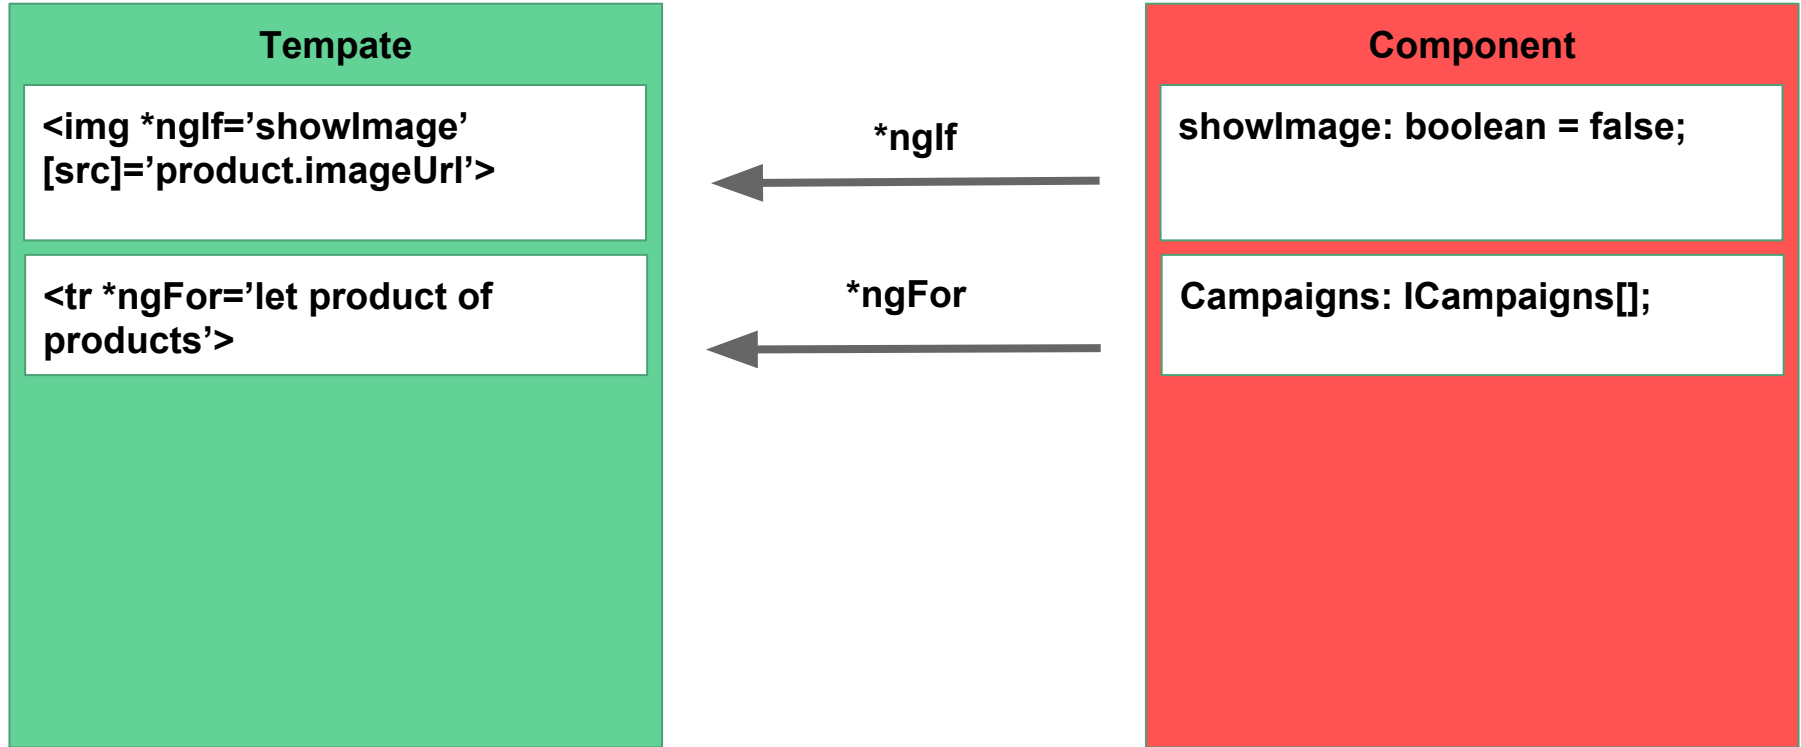 Tempate
<img *ngIf=’showImage’
[src]=’product.imageUrl’>
<tr *ngFor=’let product of
products’>
*ngIf
*ngFor
Component
showImage: boolean = false;
Campaigns: ICampaigns[];